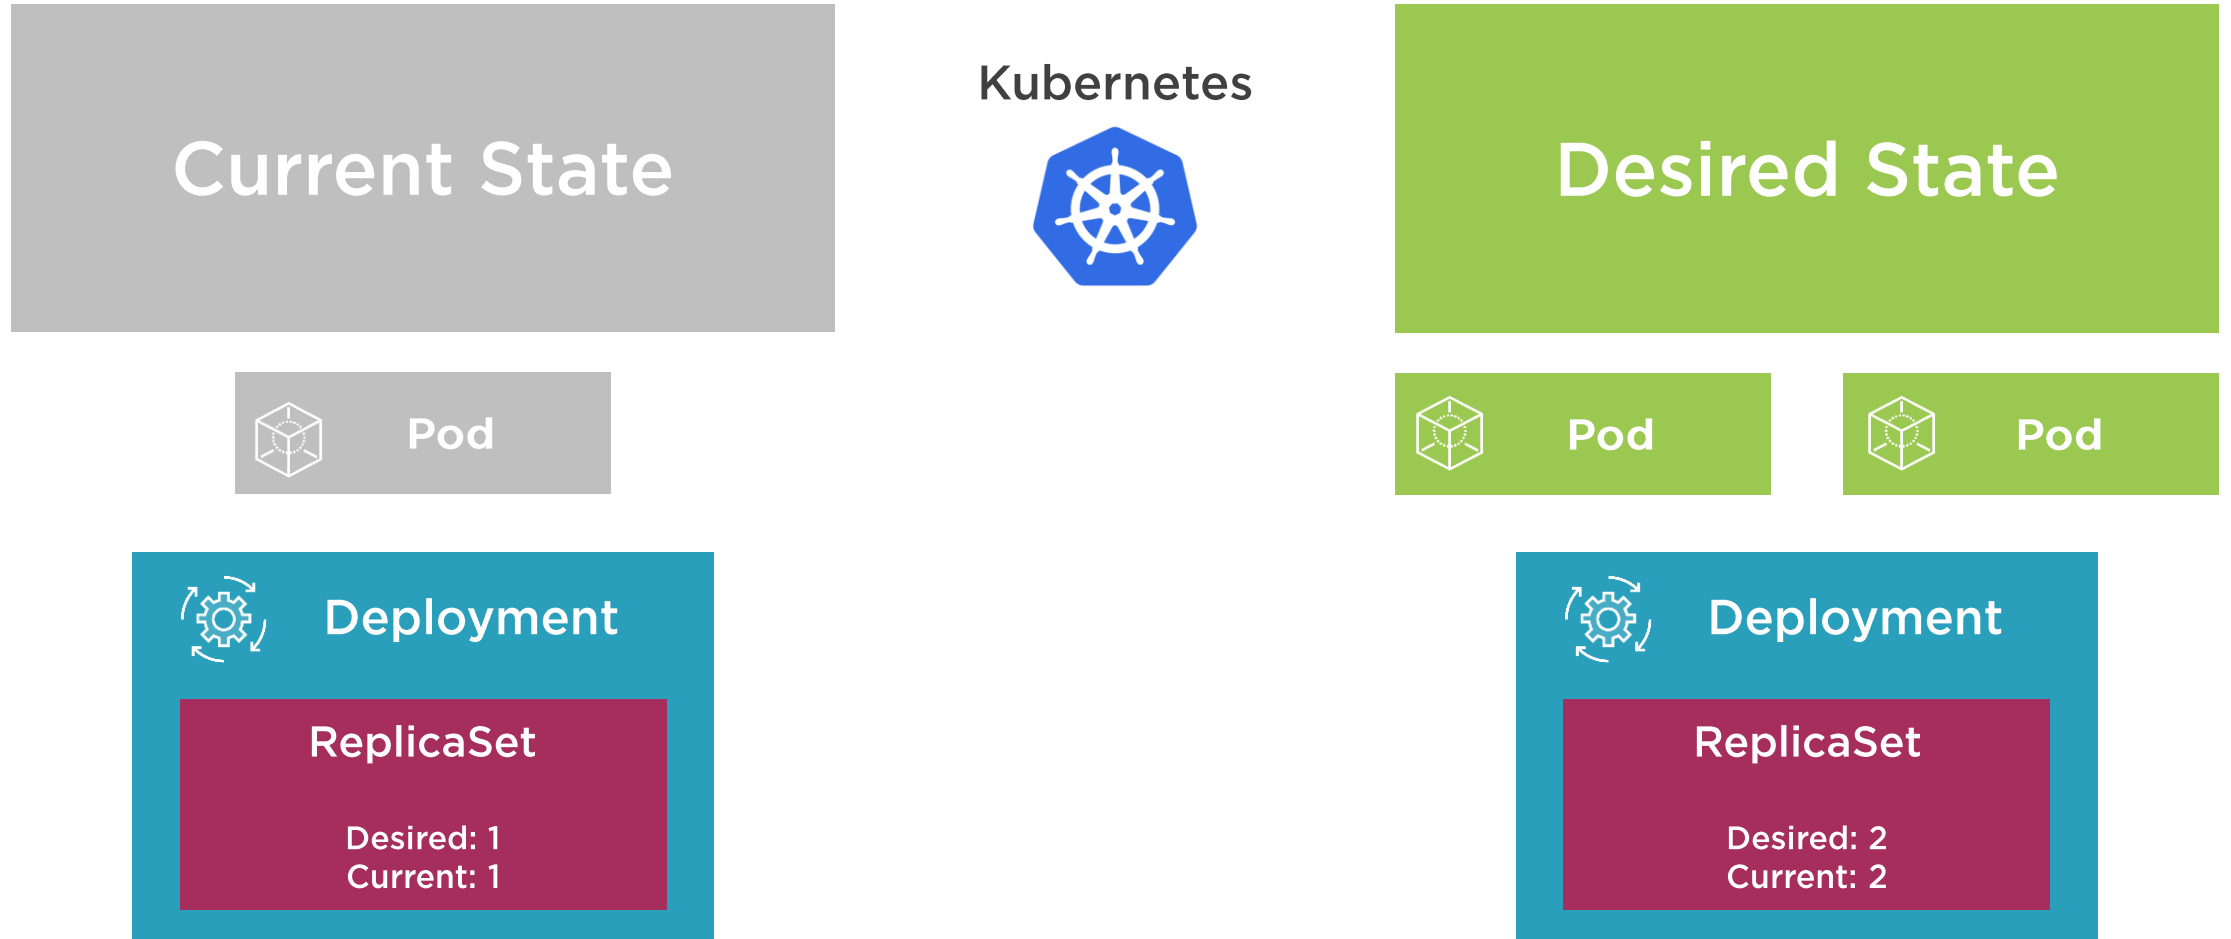 Current State
Kubernetes
Desired State
Pod
Pod
Pod
Deployment
ReplicaSet
Desired: 1
Current: 1
Deployment
ReplicaSet
Desired: 2
Current: 2